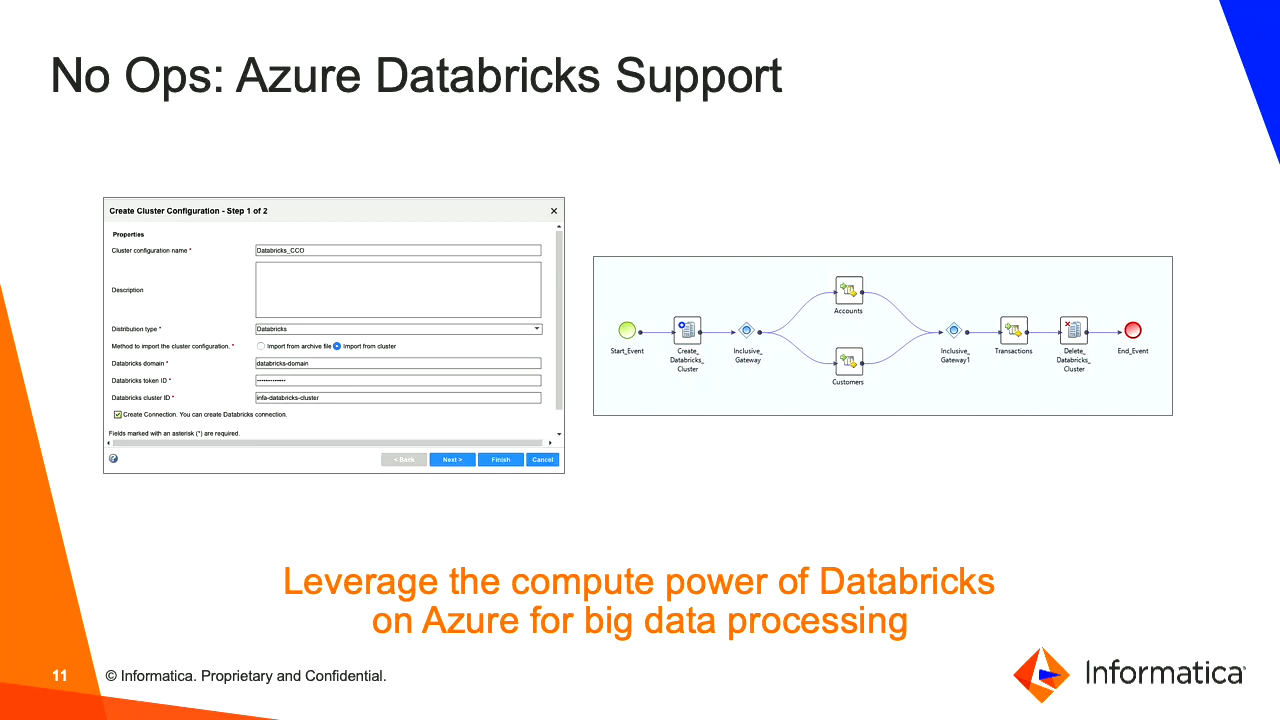 No Ops: Azure Databricks Support
Create Cluster Configuration - Step 1 of 2
Properties
Cluster configuration name *
Databricks_CCO
Description
Distribution type *
Databricks
Method to import the cluster configuration. *
Import from archive file
Import from cluster
Databricks domain *
databricks-domain
Databricks token ID *
Databricks cluster ID *
infa-databricks-cluster
Create Connection. You can create Databricks connection.
Fields marked with an asterisk (*) are required.
< Back
Next >
Finish
Cancel
Start_Event
Create_
Databricks_
Cluster
Inclusive_
Gateway
Accounts
Customers
Inclusive_
Gateway1
Transactions
Delete_
Databricks_
Cluster
End_Event
Leverage the compute power of Databricks
on Azure for big data processing
11
© Informatica. Proprietary and Confidential.
Informatica